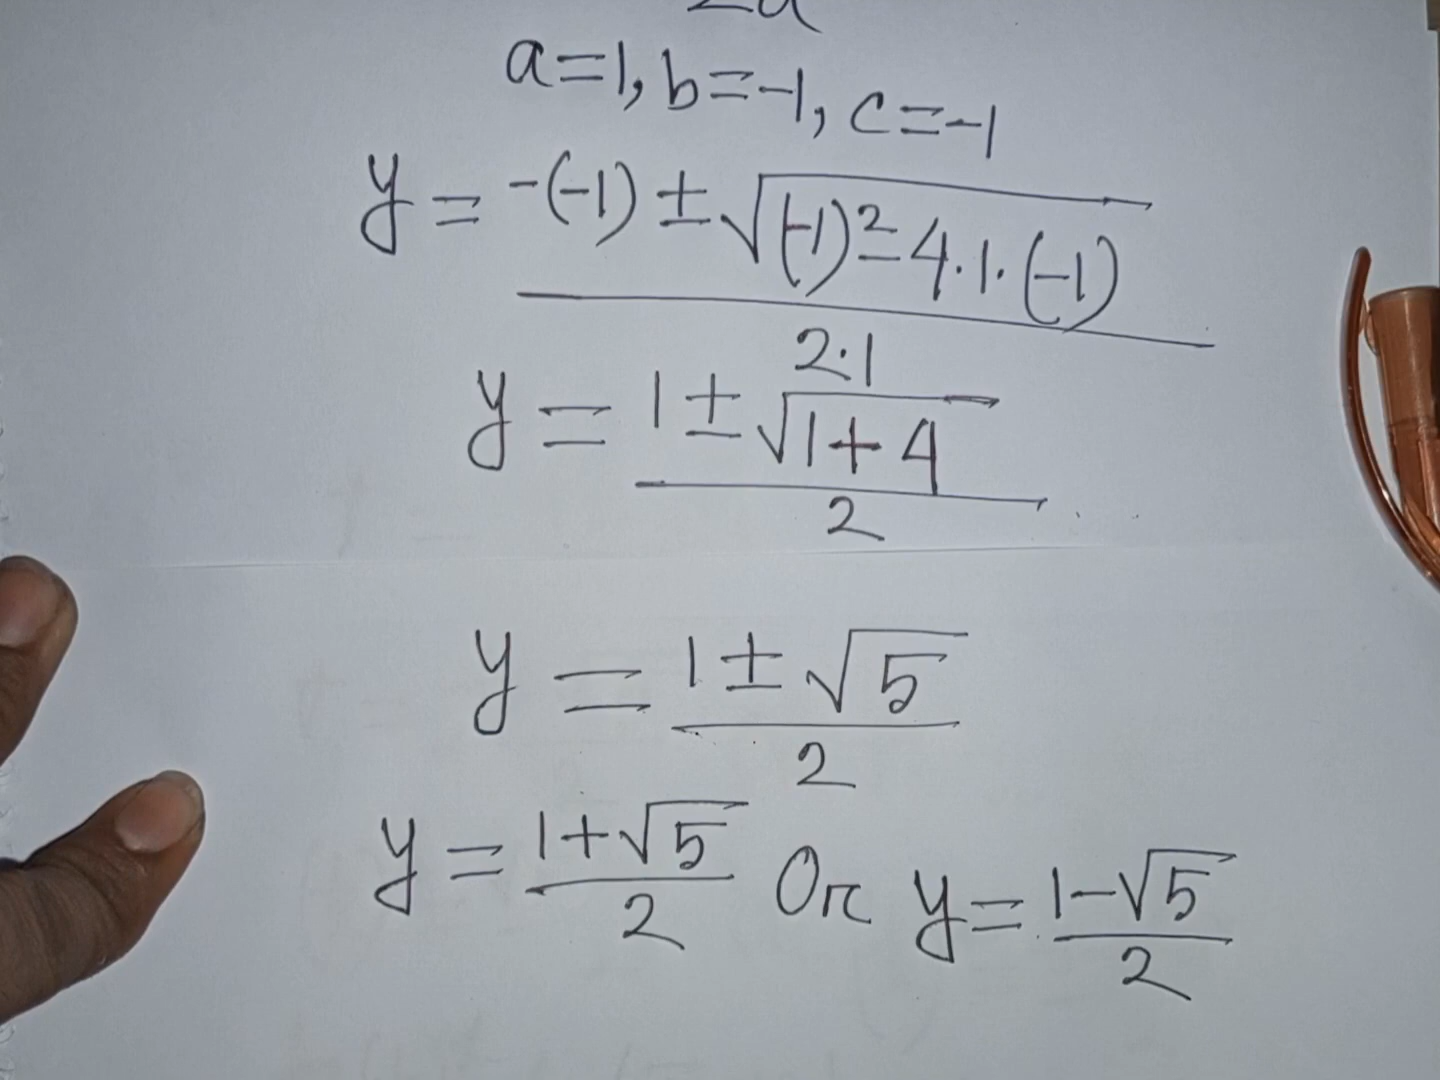 2a
a=1, b=-1, c=-1
y = -(-1) ± √(-1)²-4·1·(-1)
2·1
y = 1 ± √1+4
2
y = 1 ± √5
2
y = 1+√5 Or y = 1-√5
2 2